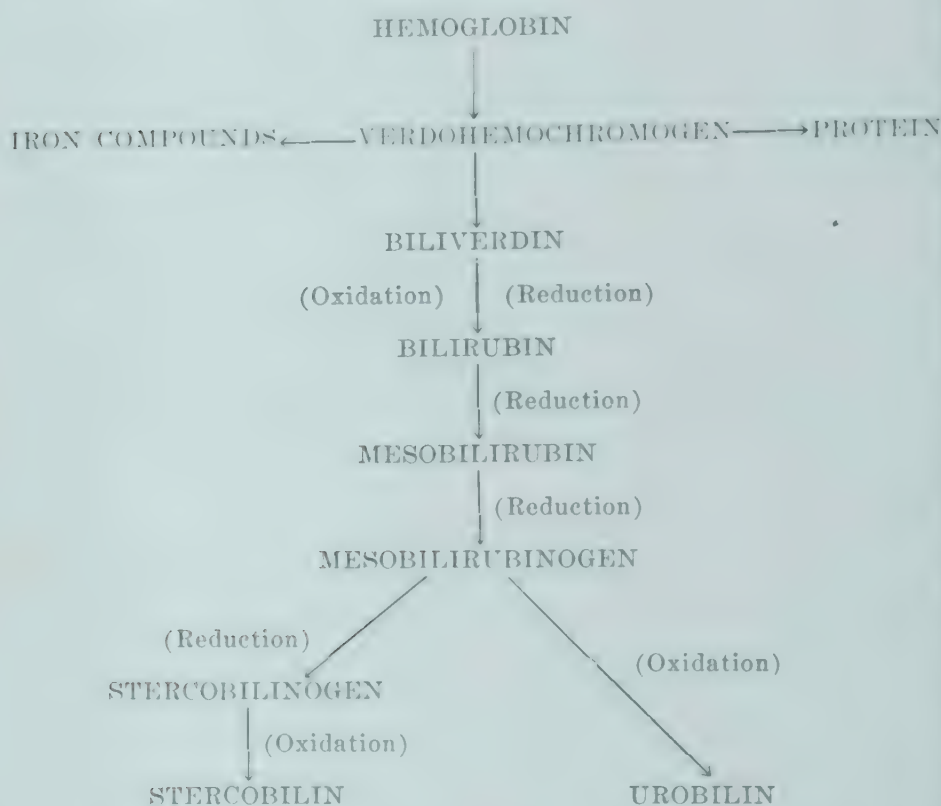 HEMOGLOBIN
IRON COMPOUNDS VERDOHEMOCHROMOGEN PROTEIN
BILIVERDIN
(Oxidation) (Reduction)
BILIRUBIN
(Reduction)
MESOBILIRUBIN
(Reduction)
MESOBILIRUBINOGEN
(Reduction)
(Oxidation)
STERCOBILINOGEN
(Oxidation)
STERCOBILIN UROBILIN